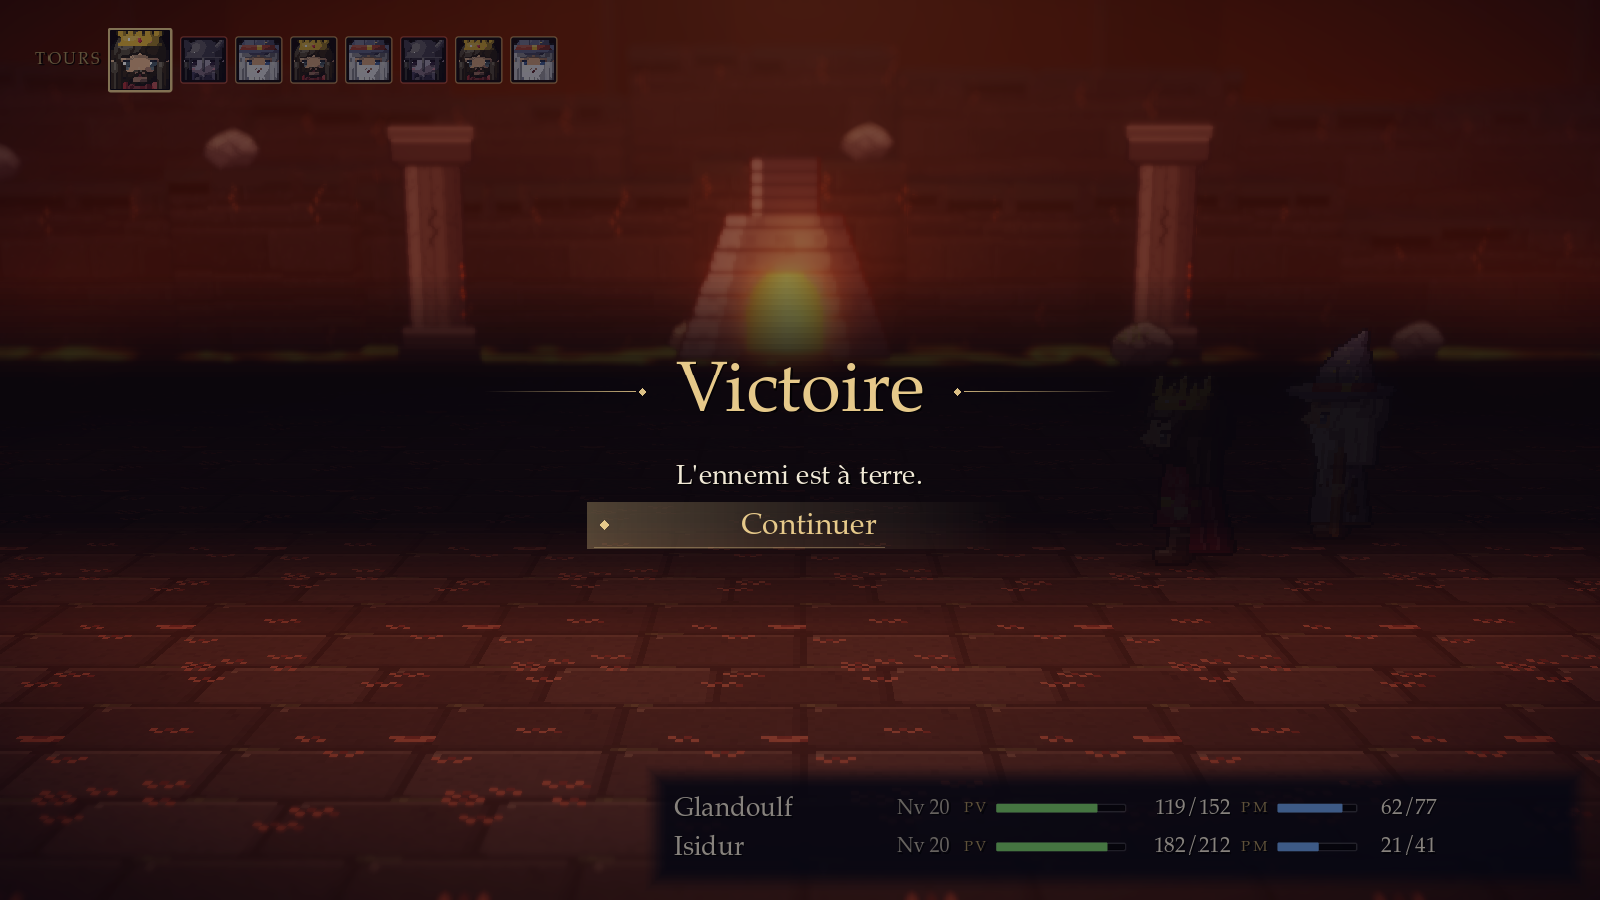 TOURS
Victoire
L'ennemi est à terre.
Continuer
Glandoulf Nv 20 PV 119/152 PM 62/77
Isidur Nv 20 PV 182/212 PM 21/41